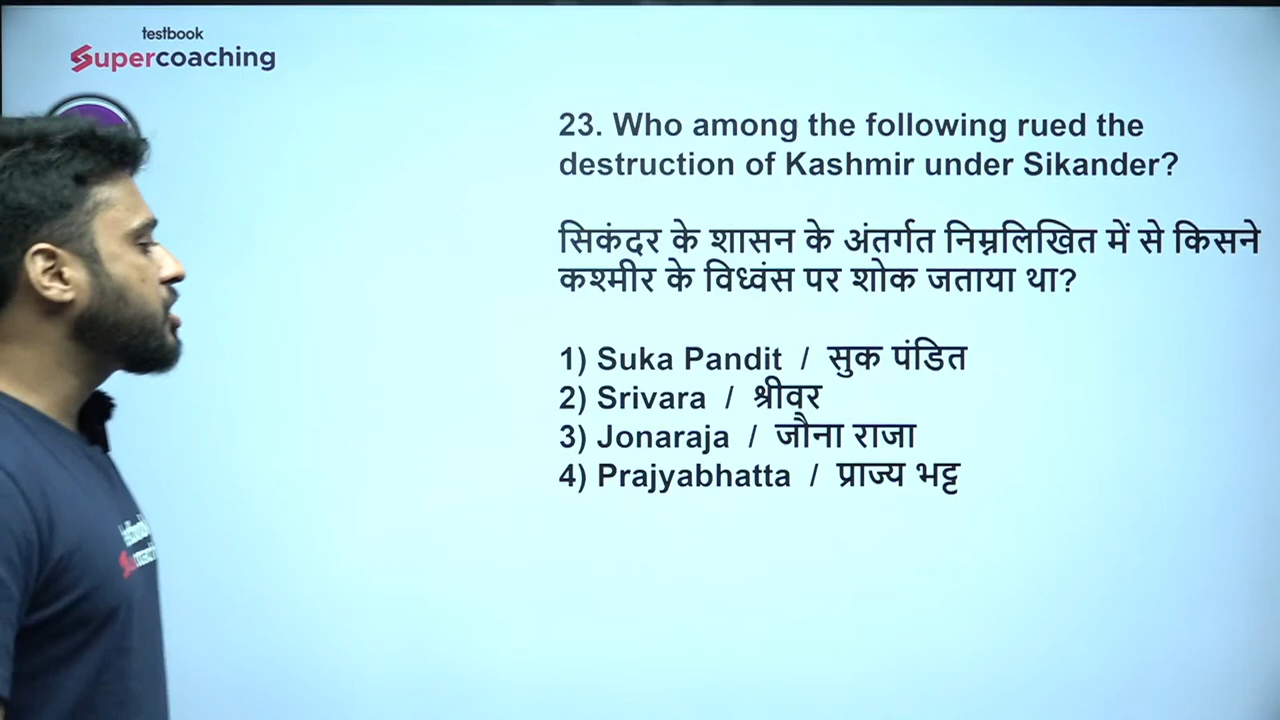 testbook
Supercoaching
23. Who among the following rued the
destruction of Kashmir under Sikander?
सिकंदर के शासन के अंतर्गत निम्नलिखित में से किसने
कश्मीर के विध्वंस पर शोक जताया था?
1) Suka Pandit / सुक पंडित
2) Srivara / श्रीवर
3) Jonaraja / जौना राजा
4) Prajyabhatta / प्राज्य भट्ट